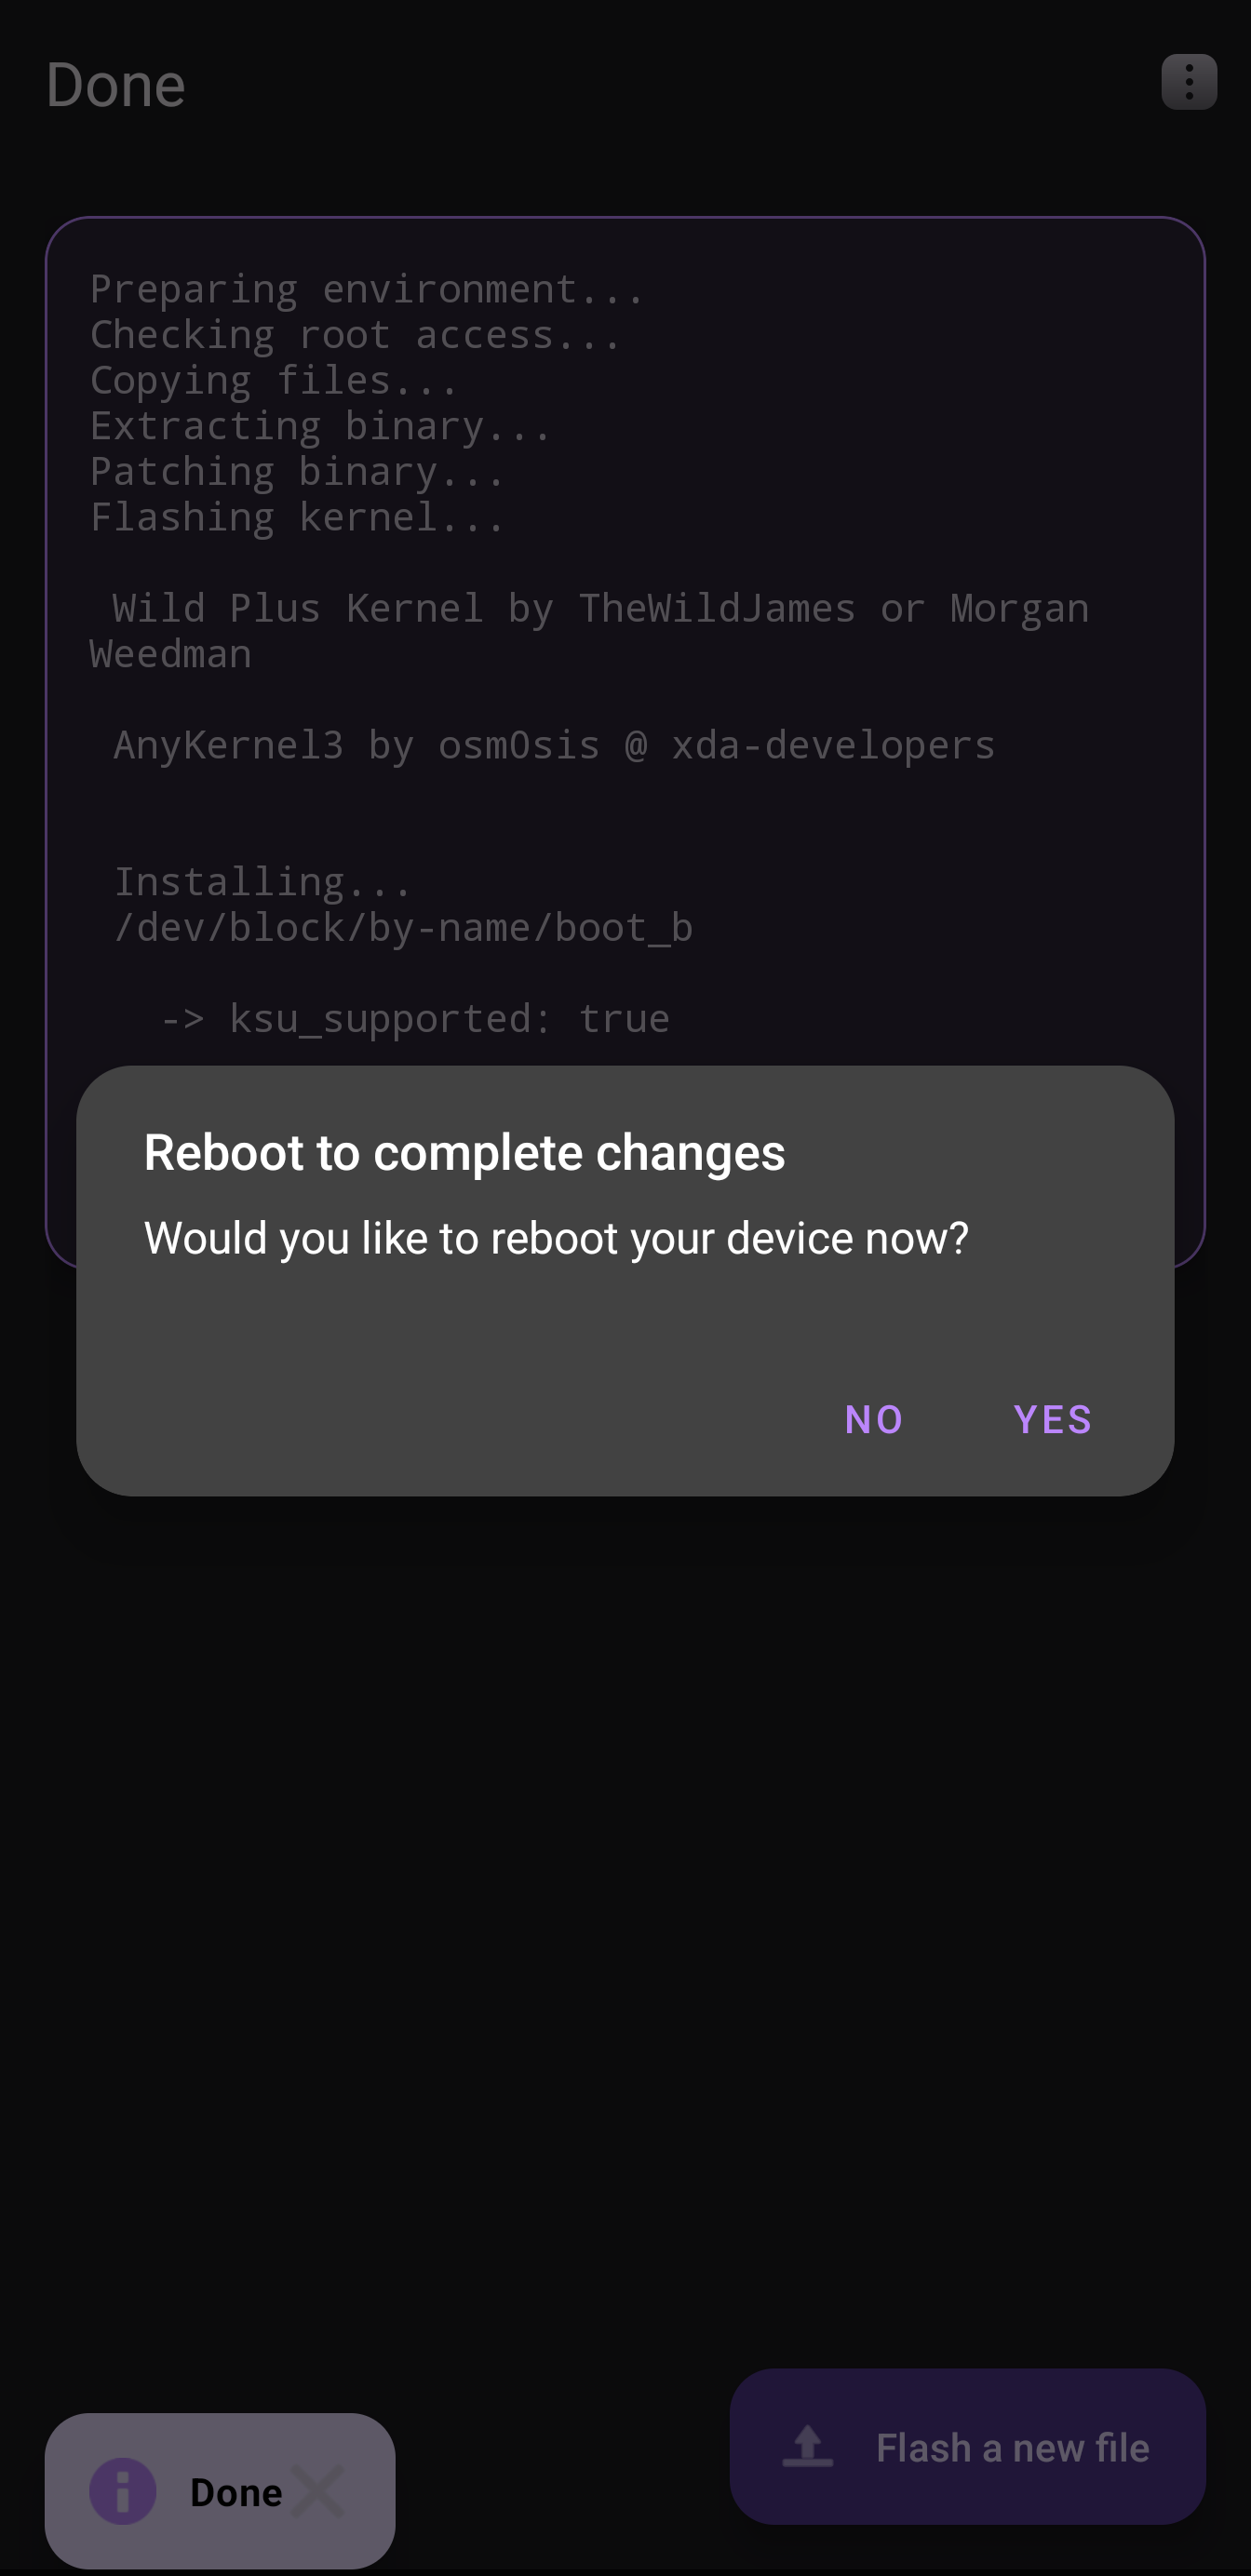 Done
Preparing environment...
Checking root access...
Copying files...
Extracting binary...
Patching binary...
Flashing kernel...
Wild Plus Kernel by TheWildJames or Morgan
Weedman
AnyKernel3 by osm0sis @ xda-developers
Installing...
/dev/block/by-name/boot_b
-> ksu_supported: true
Reboot to complete changes
Would you like to reboot your device now?
NO YES
Flash a new file
Done